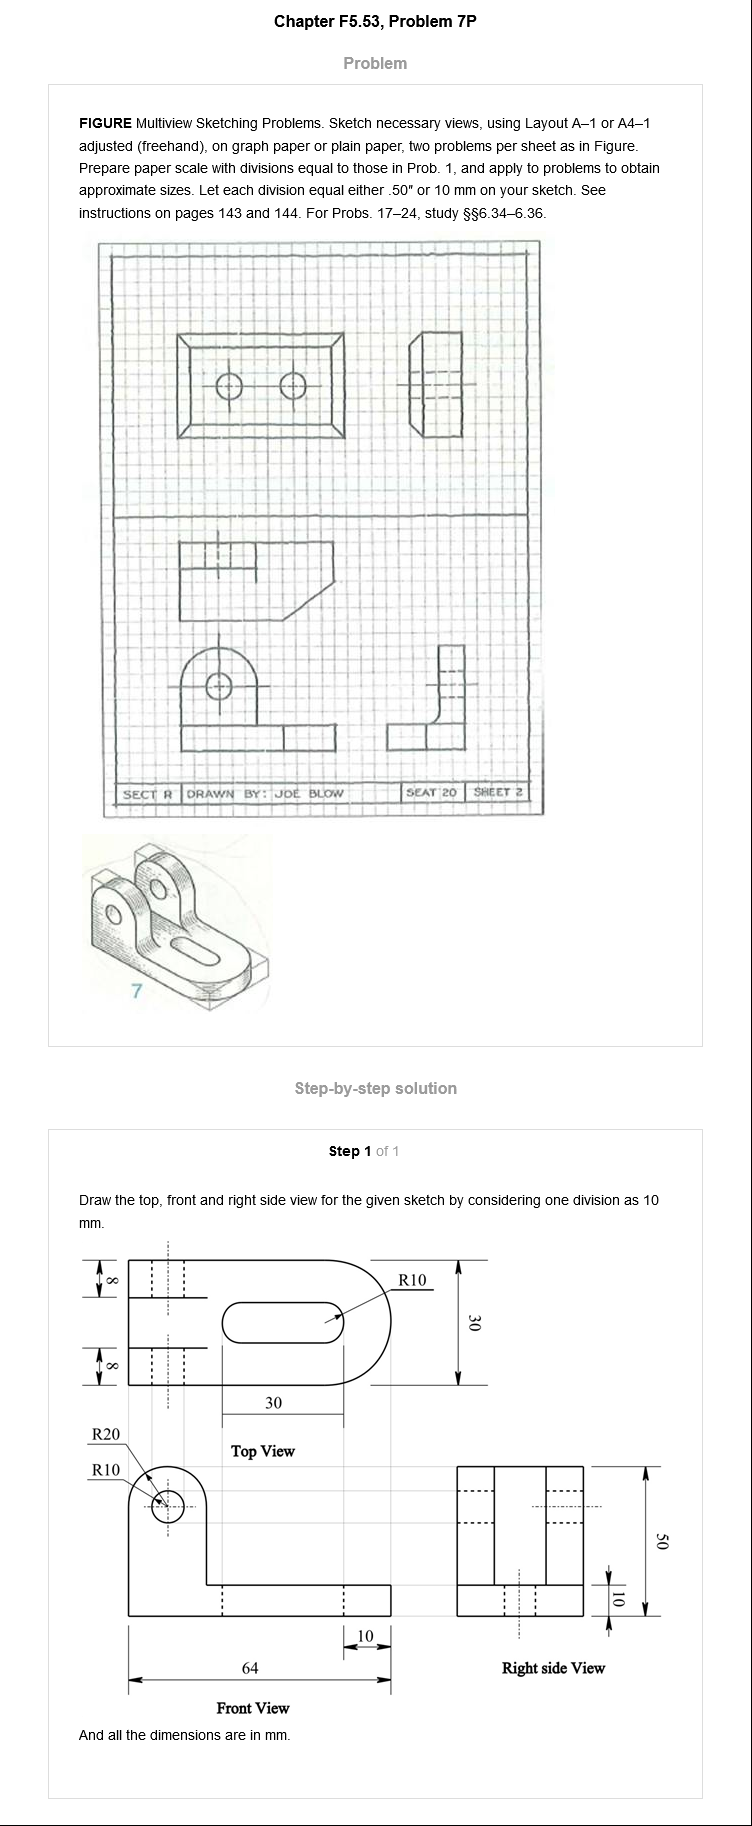 Chapter F5.53, Problem 7P
Problem
FIGURE Multiview Sketching Problems. Sketch necessary views, using Layout A–1 or A4–1
adjusted (freehand), on graph paper or plain paper, two problems per sheet as in Figure.
Prepare paper scale with divisions equal to those in Prob. 1, and apply to problems to obtain
approximate sizes. Let each division equal either .50″ or 10 mm on your sketch. See
instructions on pages 143 and 144. For Probs. 17–24, study §§6.34–6.36.
SECT R DRAWN BY: JOE BLOW SEAT 20 SHEET 2
7
Step-by-step solution
Step 1 of 1
Draw the top, front and right side view for the given sketch by considering one division as 10
mm.
8
R10
30
8
30
Top View
R20
R10
50
10
10
64
Right side View
Front View
And all the dimensions are in mm.